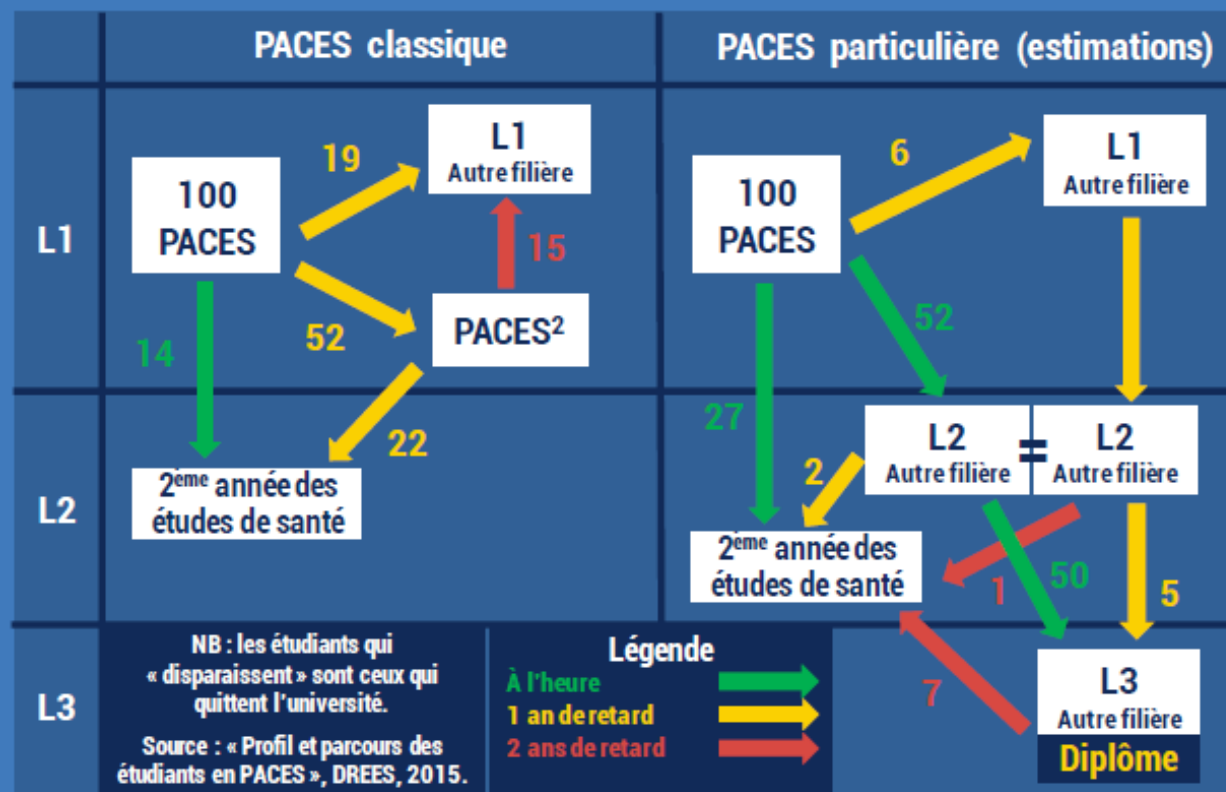 PACES classique
PACES particulière (estimations)
L1
100
PACES
19
L1
Autre filière
15
52
PACES²
14
22
100
PACES
6
L1
Autre filière
52
27
L2
2ème année des
études de santé
L2
Autre filière
=
L2
Autre filière
2
2ème année des
études de santé
1
50
5
L3
NB : les étudiants qui
« disparaissent » sont ceux qui
quittent l'université.
Source : « Profil et parcours des
étudiants en PACES », DREES, 2015.
Légende
À l'heure
1 an de retard
2 ans de retard
7
L3
Autre filière
Diplôme